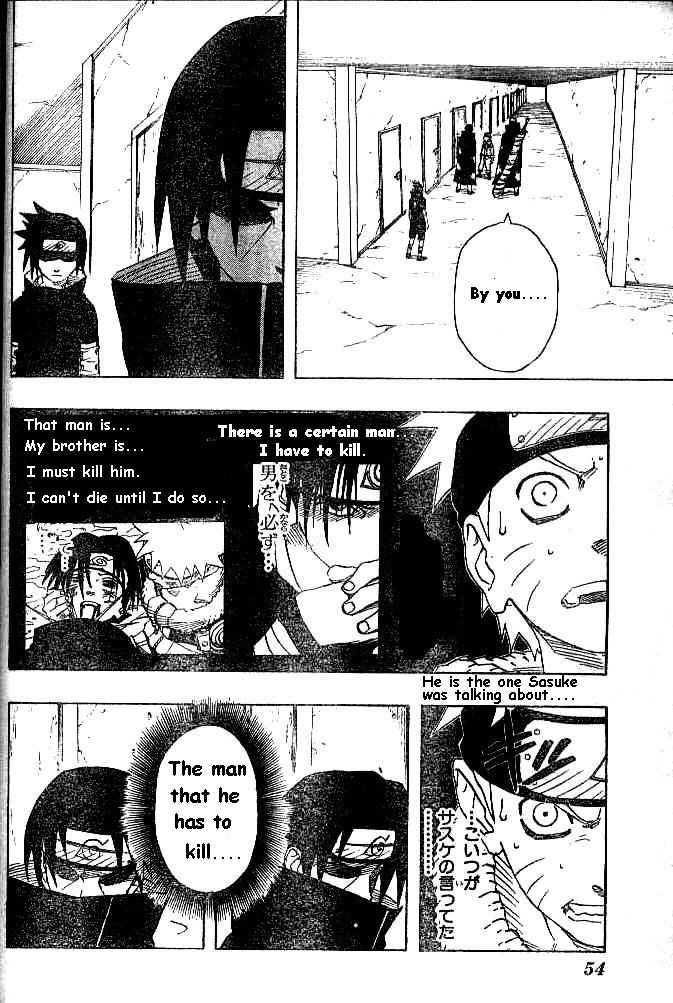 By you....
There is a certain man..
I have to kill.
男を
必ず…
That man is...
My brother is...
I must kill him.
I can't die until I do so...
He is the one Sasuke
was talking about....
…こいつが
サスケの言ってた
The man
that he
has to
kill....
54